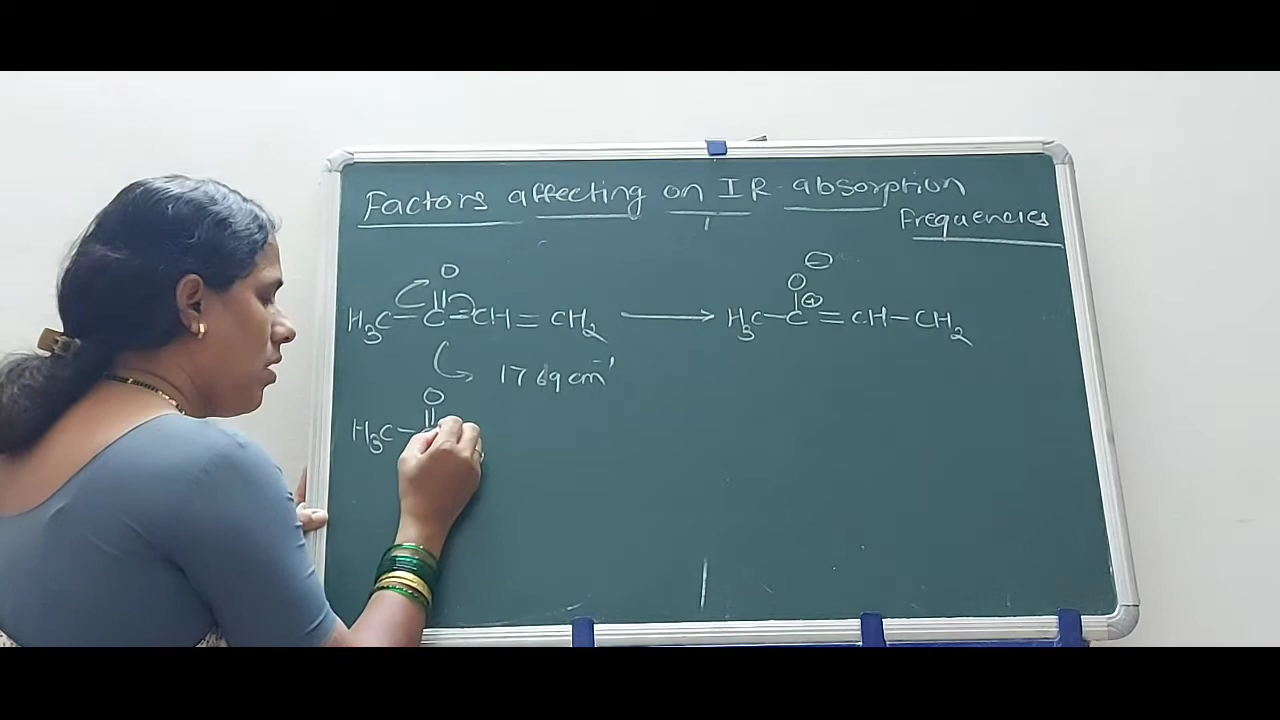 Factors affecting on IR absorption
Frequencies
O O ⊖
H3C–C–CH=CH2 ⟶ H3C–C⊕=CH–CH2
1769 cm-1
O
H3C–